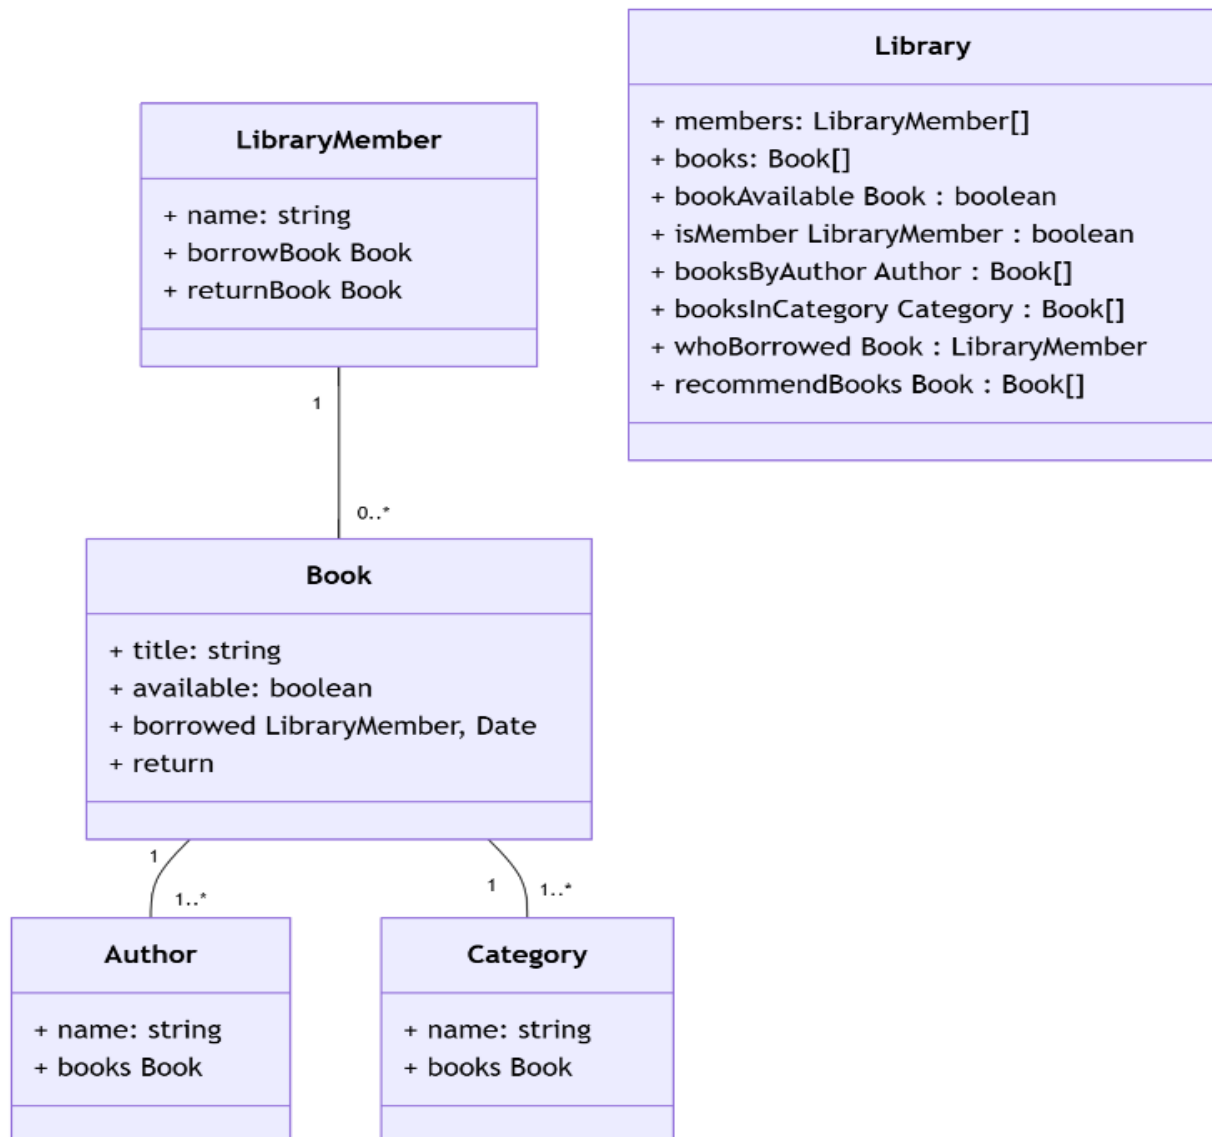 LibraryMember
+ name: string
+ borrowBook Book
+ returnBook Book
1
0..*
Library
+ members: LibraryMember[]
+ books: Book[]
+ bookAvailable Book : boolean
+ isMember LibraryMember : boolean
+ booksByAuthor Author : Book[]
+ booksInCategory Category : Book[]
+ whoBorrowed Book : LibraryMember
+ recommendBooks Book : Book[]
Book
+ title: string
+ available: boolean
+ borrowed LibraryMember, Date
+ return
1
1..*
1
1..*
Author
+ name: string
+ books Book
Category
+ name: string
+ books Book